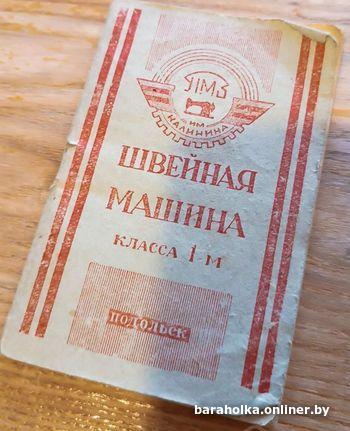 ПМЗ
ИМ
КАЛИНИНА
ШВЕЙНАЯ
МАШИНА
КЛАССА 1-М
ПОДОЛЬСК
baraholka.onliner.by